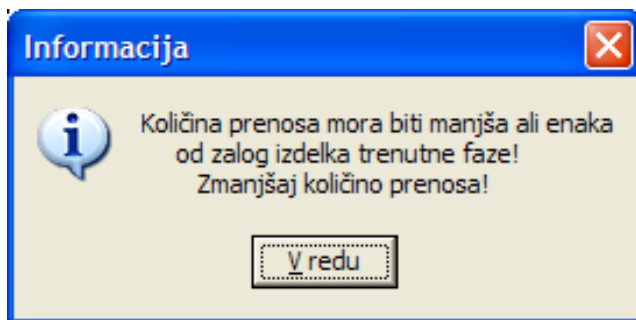 Informacija
Količina prenosa mora biti manjša ali enaka
od zalog izdelka trenutne faze!
Zmanjšaj količino prenosa!
V redu